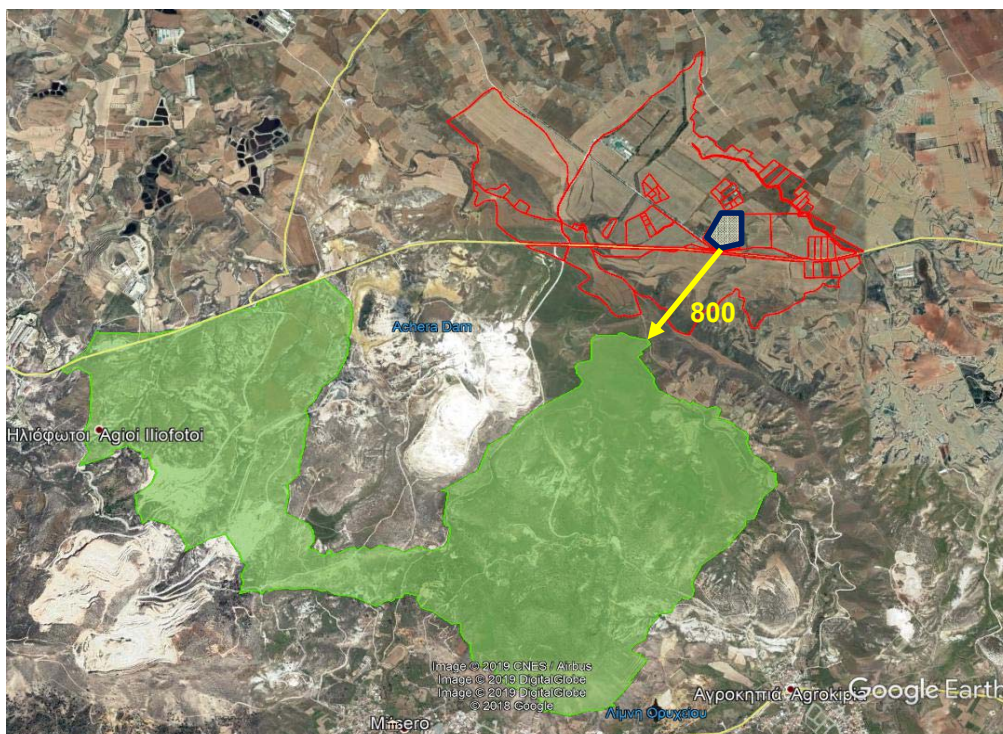 800
Achera Dam
Ηλιόφωτοι Agioi Iliofotoi
Image © 2019 CNES / Airbus
Image © 2019 DigitalGlobe
Image © 2019 DigitalGlobe
© 2018 Google
Αγροκηπιά Agrokipia
Google Earth
Λίμνη Ορυχείου
Mitsero